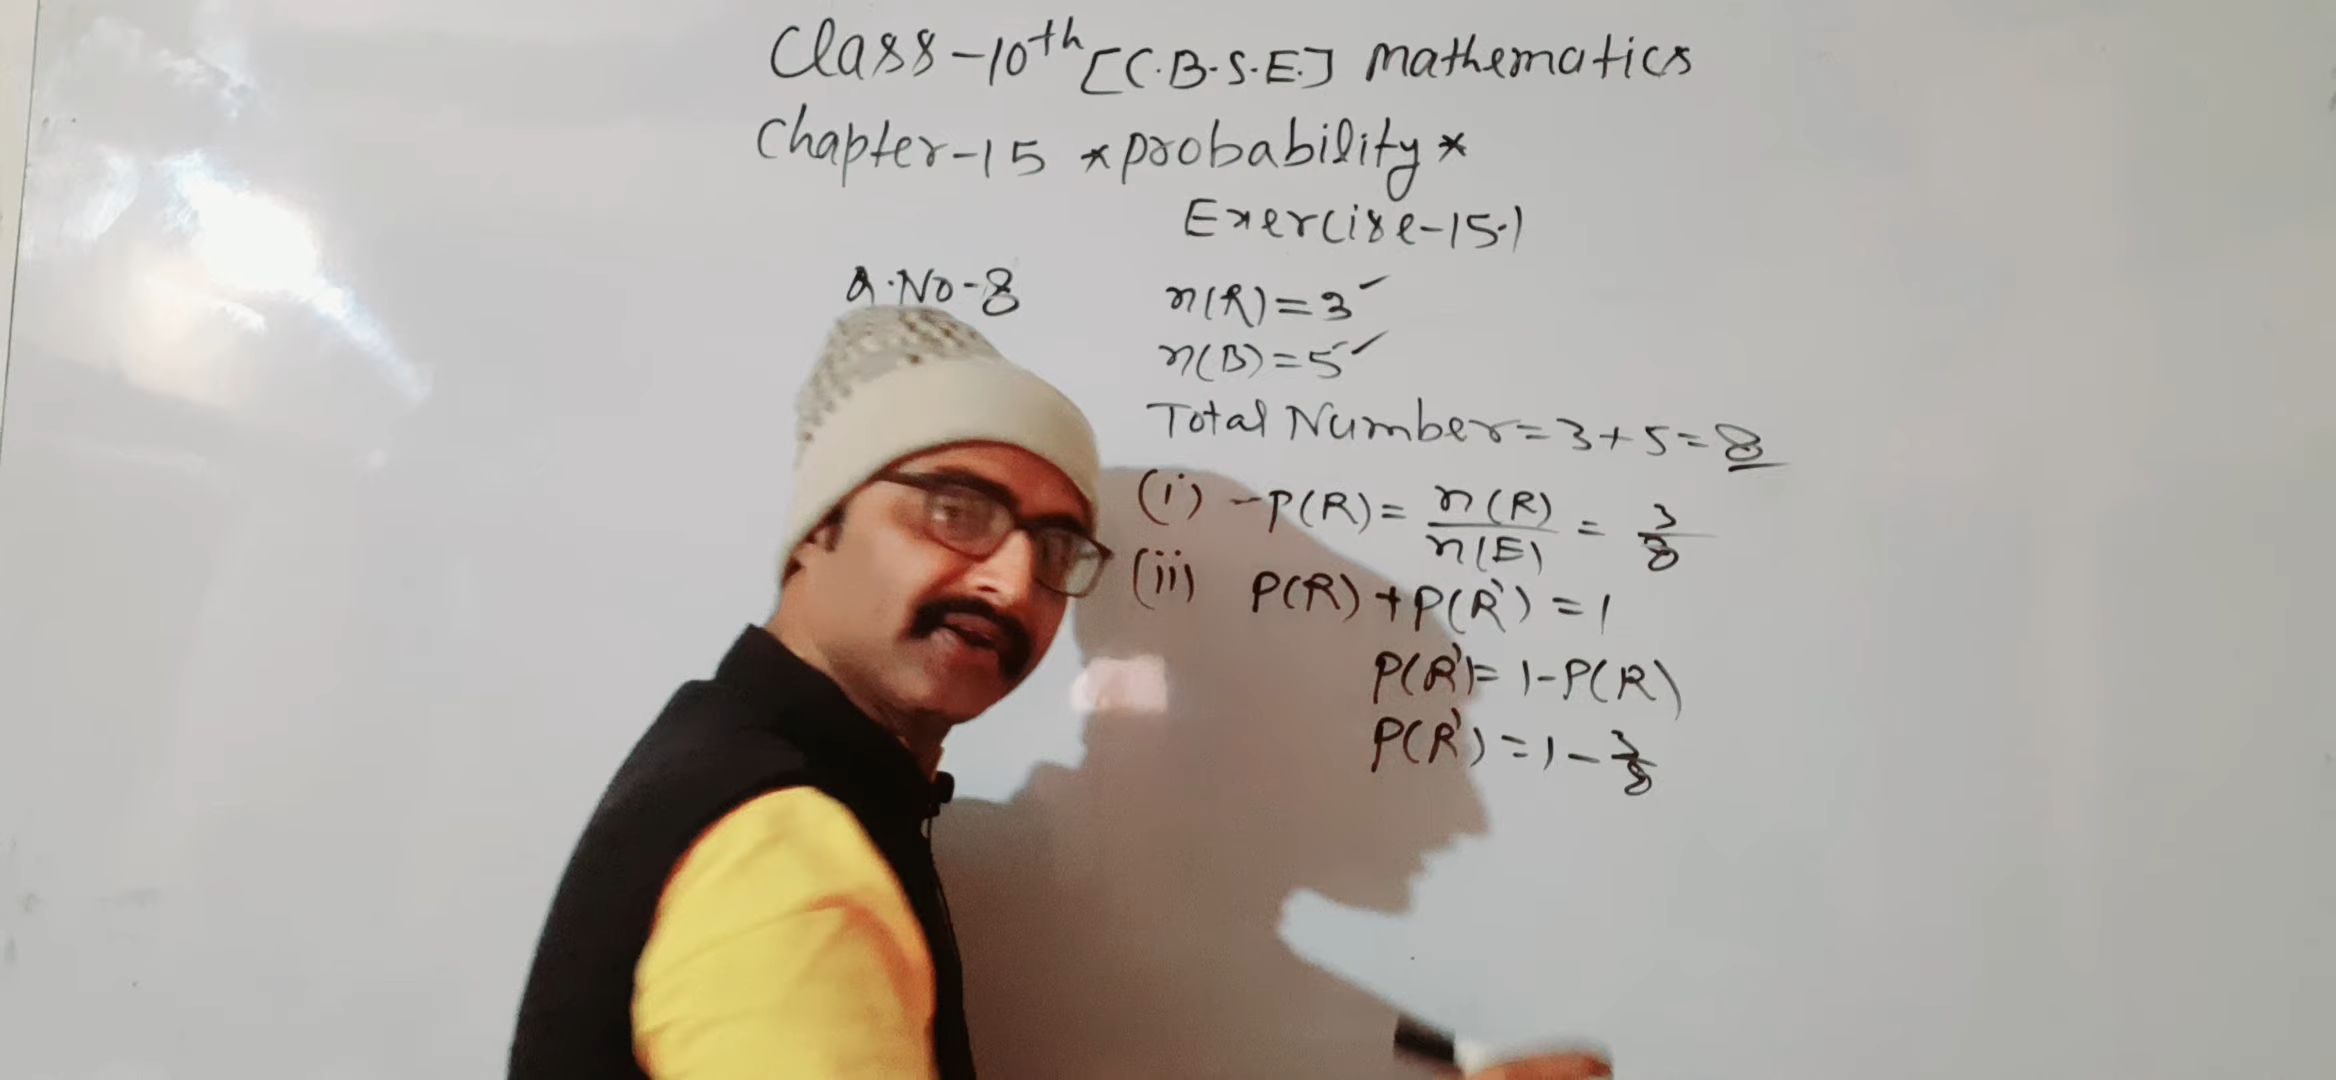 Class-10th [C.B.S.E.] Mathematics
Chapter-15 *probability*
Exercise-15.1
Q.No-8
n(R)=3
n(B)=5
Total Number=3+5=8
(i) -P(R)= n(R)/n(E) = 3/8
(ii) P(R)+P(R')=1
P(R')=1-P(R)
P(R')=1-3/8